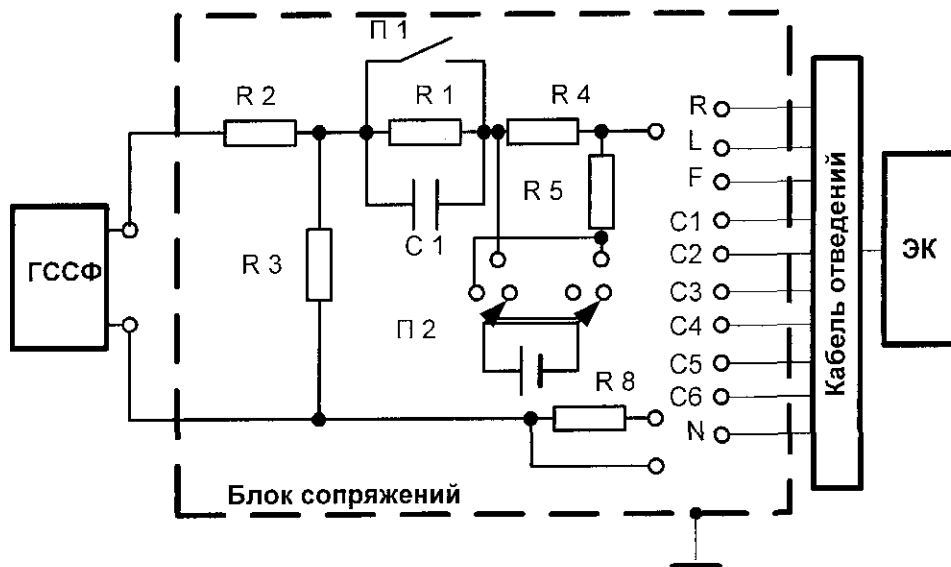 П 1
R 2
R 1
R 4
R
L
F
R 5
C 1
C1
C2
ГССФ
R 3
C3
ЭК
П 2
C4
C5
R 8
C6
N
Кабель отведений
Блок сопряжений